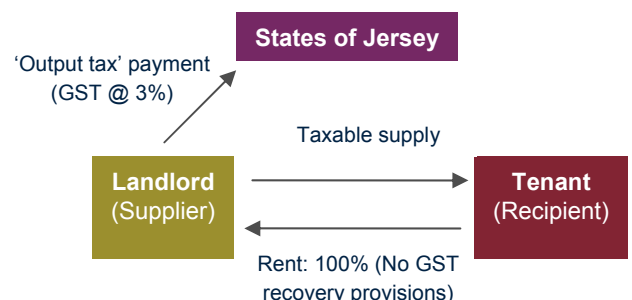 States of Jersey
‘Output tax’ payment
(GST @ 3%)
Taxable supply
Landlord
(Supplier)
Tenant
(Recipient)
Rent: 100% (No GST
recovery provisions)